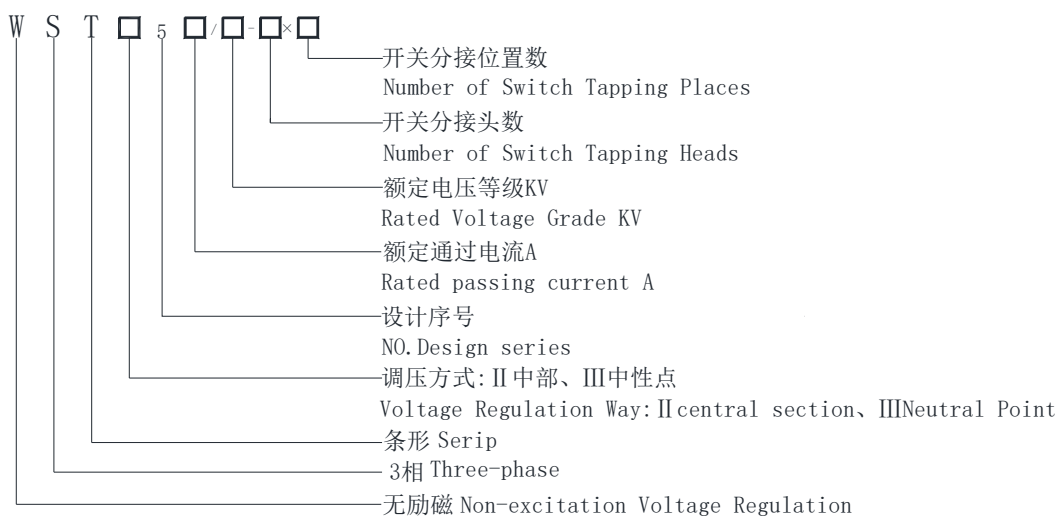 W S T □ 5 □/□-□×□
开关分接位置数
Number of Switch Tapping Places
开关分接头数
Number of Switch Tapping Heads
额定电压等级KV
Rated Voltage Grade KV
额定通过电流A
Rated passing current A
设计序号
NO.Design series
调压方式:Ⅱ中部、Ⅲ中性点
Voltage Regulation Way:Ⅱcentral section、ⅢNeutral Point
条形 Serip
3相 Three-phase
无励磁 Non-excitation Voltage Regulation